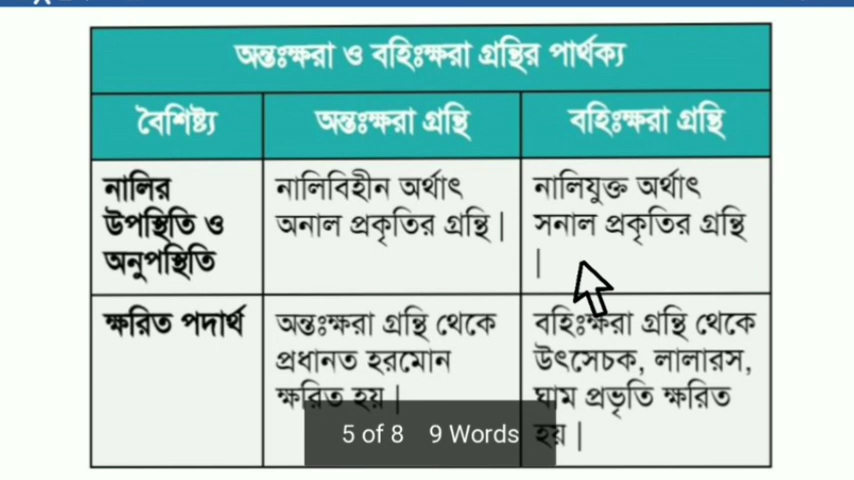 অন্তঃক্ষরা ও বহিঃক্ষরা গ্রন্থির পার্থক্য
বৈশিষ্ট্য
অন্তঃক্ষরা গ্রন্থি
বহিঃক্ষরা গ্রন্থি
নালির
উপস্থিতি ও
অনুপস্থিতি
নালিবিহীন অর্থাৎ
অনাল প্রকৃতির গ্রন্থি |
নালিযুক্ত অর্থাৎ
সনাল প্রকৃতির গ্রন্থি
|
ক্ষরিত পদার্থ
অন্তঃক্ষরা গ্রন্থি থেকে
প্রধানত হরমোন
ক্ষরিত হয় |
বহিঃক্ষরা গ্রন্থি থেকে
উৎসেচক, লালারস,
ঘাম প্রভৃতি ক্ষরিত
হয় |
5 of 8 9 Words